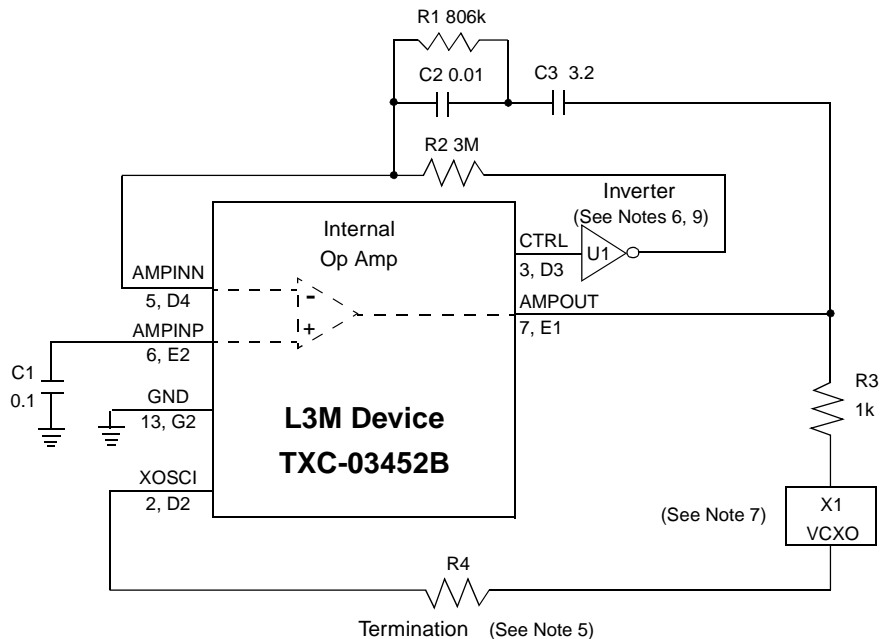 R1 806k
C2 0.01
C3 3.2
R2 3M
Inverter
(See Notes 6, 9)
Internal
Op Amp
CTRL
3, D3
U1
AMPINN
5, D4
-
AMPOUT
7, E1
AMPINP
6, E2
+
C1
0.1
GND
13, G2
R3
1k
L3M Device
TXC-03452B
XOSCI
2, D2
(See Note 7)
X1
VCXO
R4
Termination (See Note 5)